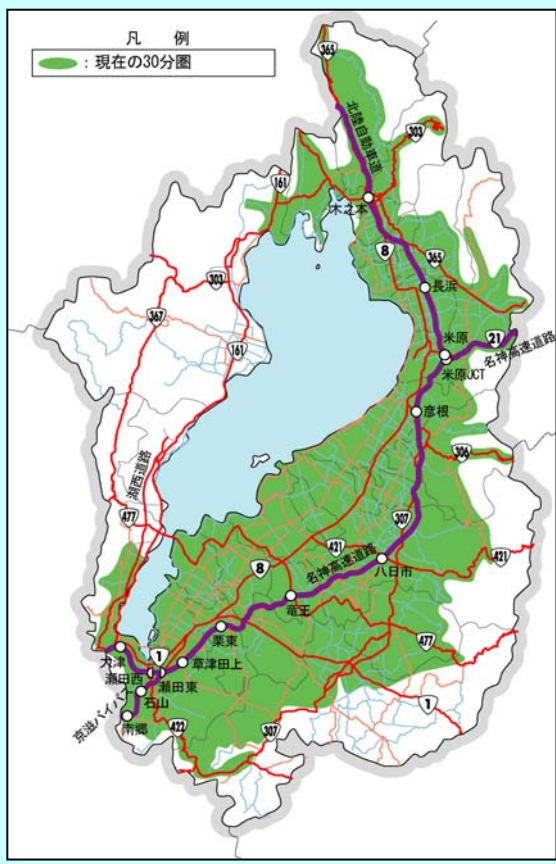 凡 例
：現在の30分圏
365
北陸自動車道
303
161
木之本
8
365
303
長浜
367
米原
21
名神高速道路
161
米原JCT
彦根
306
湖西道路
477
307
421
421
8
名神高速道路
八日市
竜王
栗東
477
1
大津
草津田上
瀬田西
瀬田東
石山
1
京滋バイパス
南郷
422
307